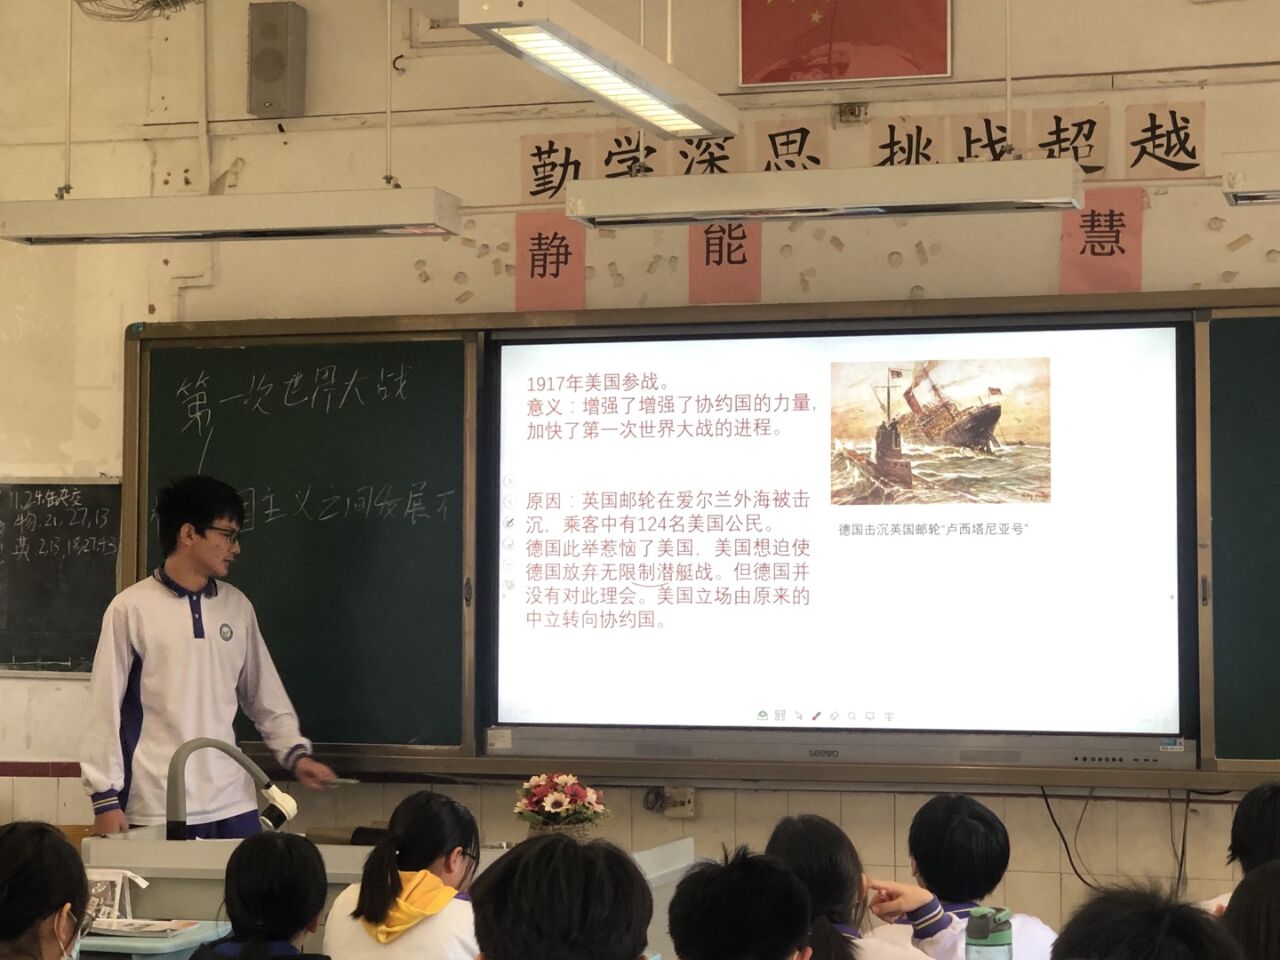 勤学深思 挑战超越
静
能
慧
第一次世界大战
国主义之间发展不
11.24.缺交
物.21,27,13
英.2,13,18,27,43
1917年美国参战。
意义：增强了增强了协约国的力量，
加快了第一次世界大战的进程。
原因：英国邮轮在爱尔兰外海被击
沉，乘客中有124名美国公民。
德国此举惹恼了美国，美国想迫使
德国放弃无限制潜艇战。但德国并
没有对此理会。美国立场由原来的
中立转向协约国。
德国击沉英国邮轮“卢西塔尼亚号”
seewo